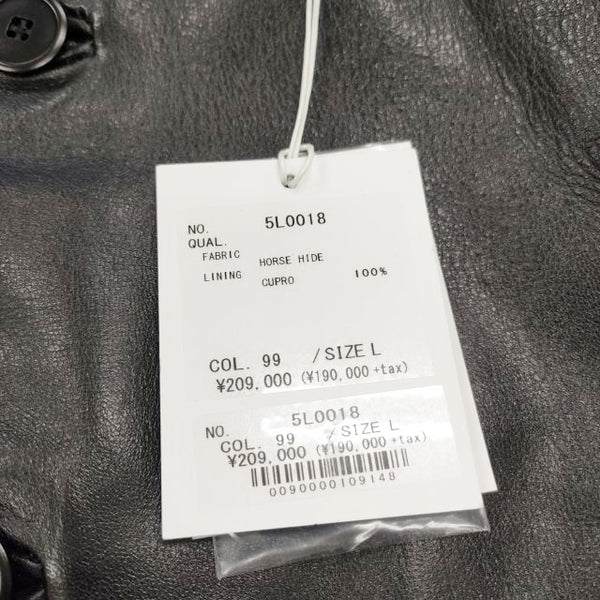 NO. 5L0018
QUAL.
FABRIC HORSE HIDE
LINING CUPRO 100%
COL. 99 /SIZE L
¥209,000 (¥190,000 +tax)
NO. 5L0018
COL. 99 /SIZE L
¥209,000 (¥190,000 +tax)
0090000109148